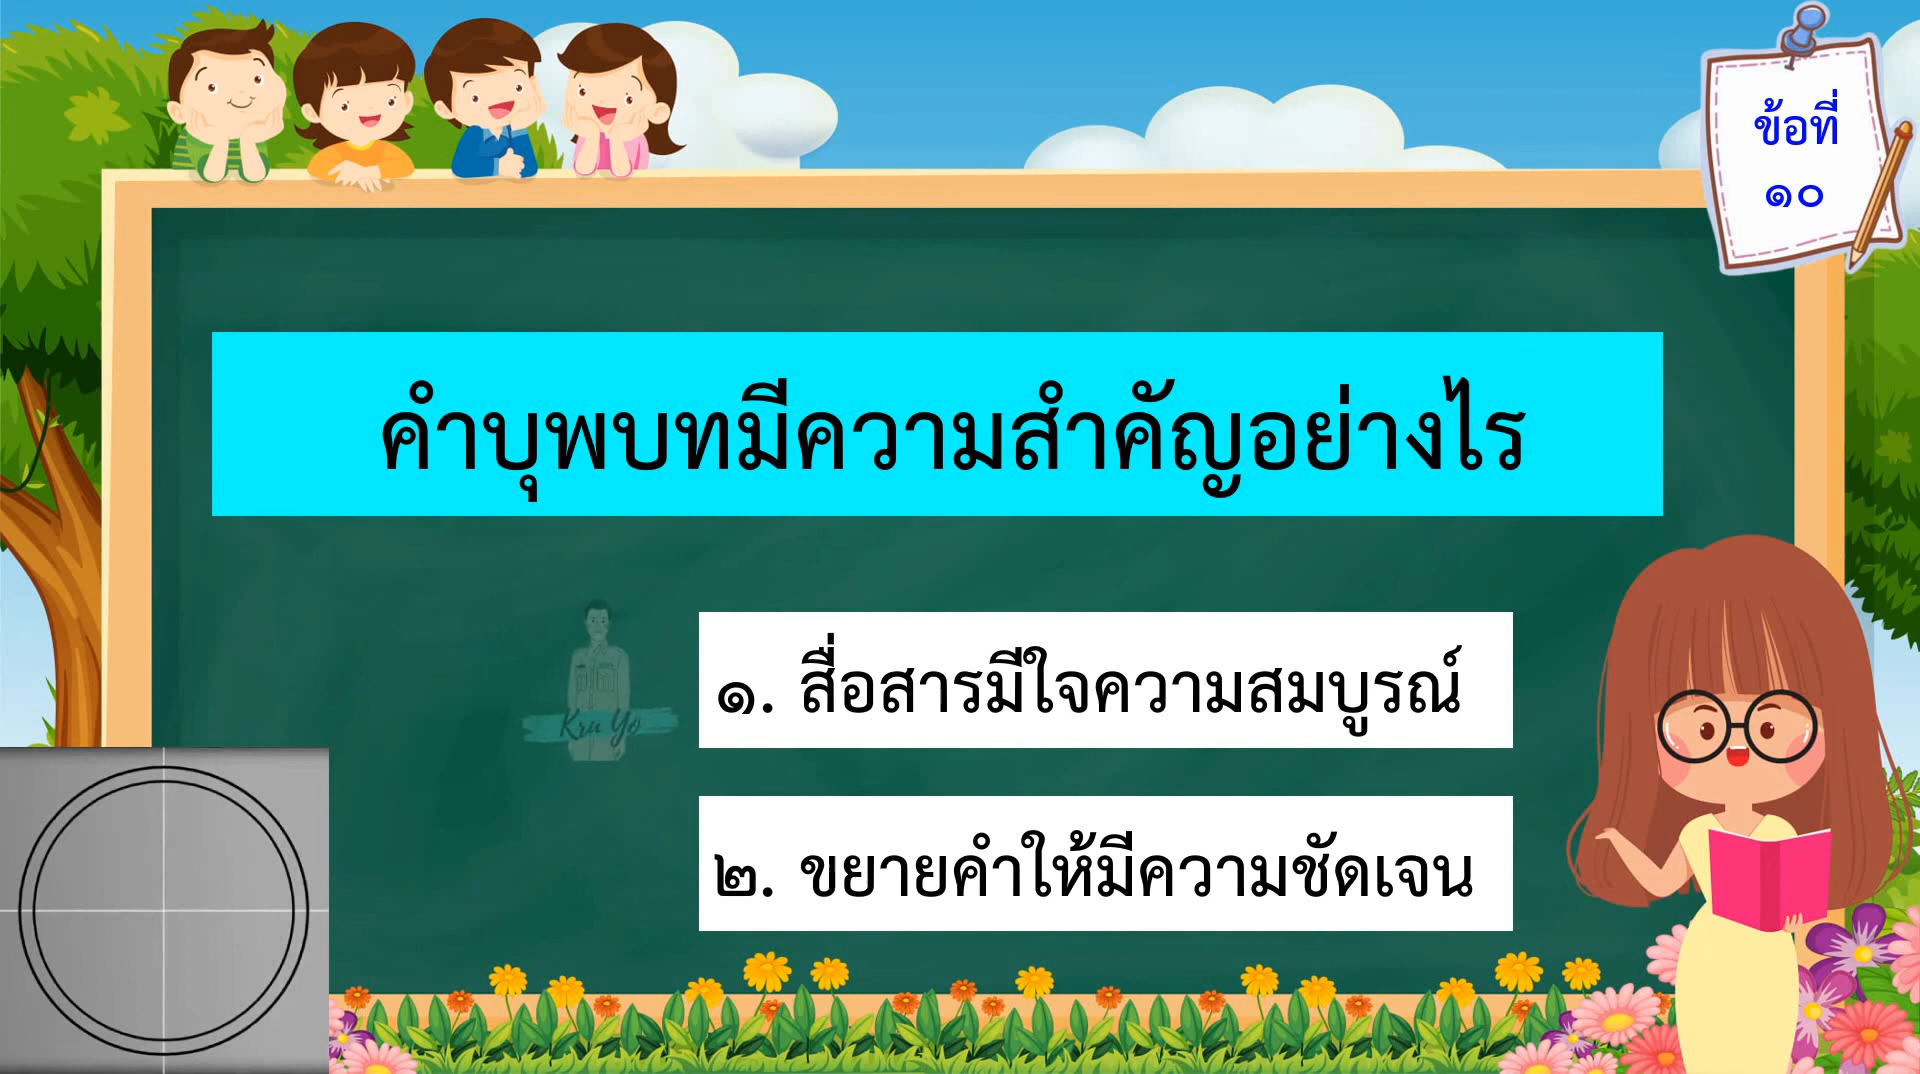 ข้อที่
๑๐
คำบุพบทมีความสำคัญอย่างไร
๑. สื่อสารมีใจความสมบูรณ์
Kru Yo
๒. ขยายคำให้มีความชัดเจน